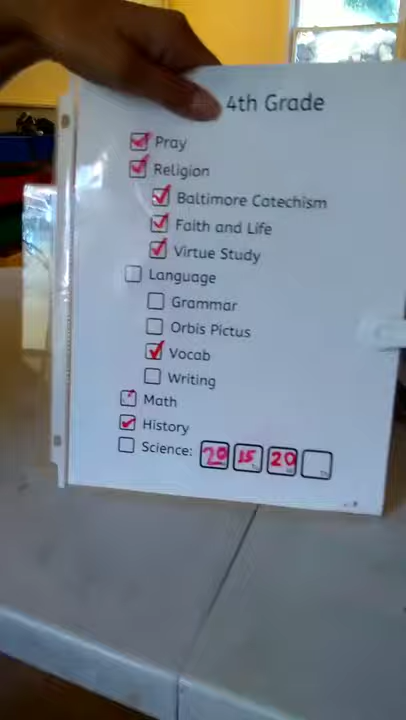 4th Grade
Pray
Religion
Baltimore Catechism
Faith and Life
Virtue Study
Language
Grammar
Orbis Pictus
Vocab
Writing
Math
History
Science: 20 15 20